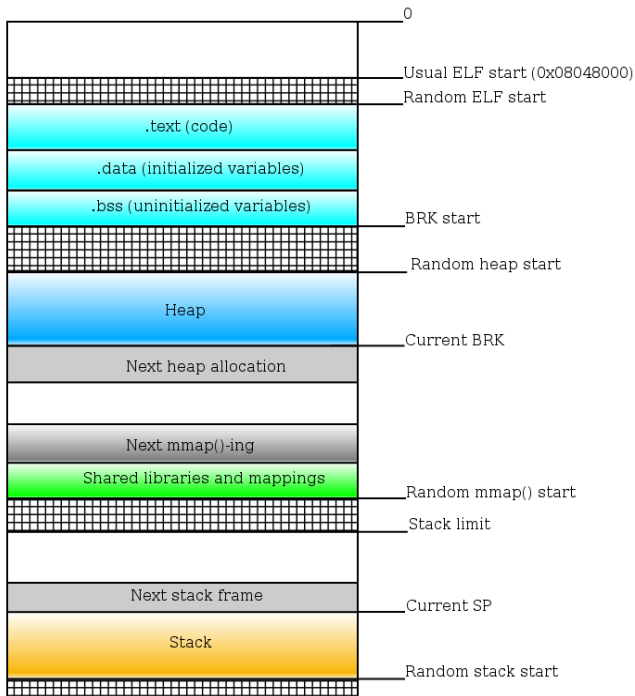 0
Usual ELF start (0x08048000)
Random ELF start
.text (code)
.data (initialized variables)
.bss (uninitialized variables)
BRK start
Random heap start
Heap
Current BRK
Next heap allocation
Next mmap()-ing
Shared libraries and mappings
Random mmap() start
Stack limit
Next stack frame
Current SP
Stack
Random stack start